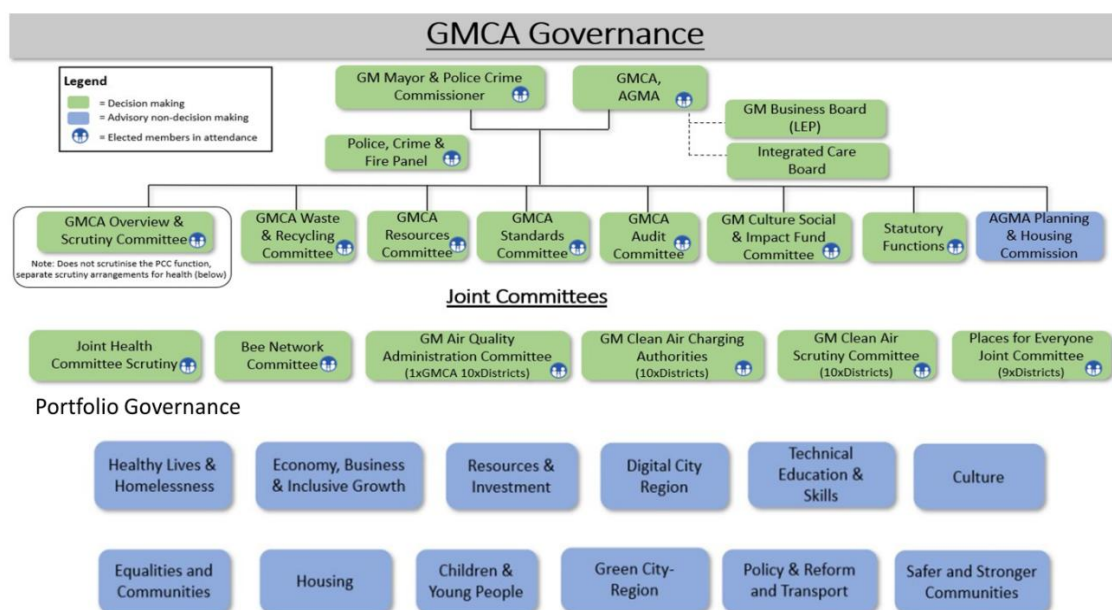 GMCA Governance
Legend
= Decision making
= Advisory non-decision making
= Elected members in attendance
GM Mayor & Police Crime
Commissioner
GMCA,
AGMA
GM Business Board
(LEP)
Police, Crime &
Fire Panel
Integrated Care
Board
GMCA Overview &
Scrutiny Committee
Note: Does not scrutinise the PCC function,
separate scrutiny arrangements for health (below)
GMCA Waste
& Recycling
Committee
GMCA
Resources
Committee
GMCA
Standards
Committee
GMCA
Audit
Committee
GM Culture Social
& Impact Fund
Committee
Statutory
Functions
AGMA Planning
& Housing
Commission
Joint Committees
Joint Health
Committee Scrutiny
Bee Network
Committee
GM Air Quality
Administration Committee
(1xGMCA 10xDistricts)
GM Clean Air Charging
Authorities
(10xDistricts)
GM Clean Air
Scrutiny Committee
(10xDistricts)
Places for Everyone
Joint Committee
(9xDistricts)
Portfolio Governance
Healthy Lives &
Homelessness
Economy, Business
& Inclusive Growth
Resources &
Investment
Digital City
Region
Technical
Education &
Skills
Culture
Equalities and
Communities
Housing
Children &
Young People
Green City-
Region
Policy & Reform
and Transport
Safer and Stronger
Communities